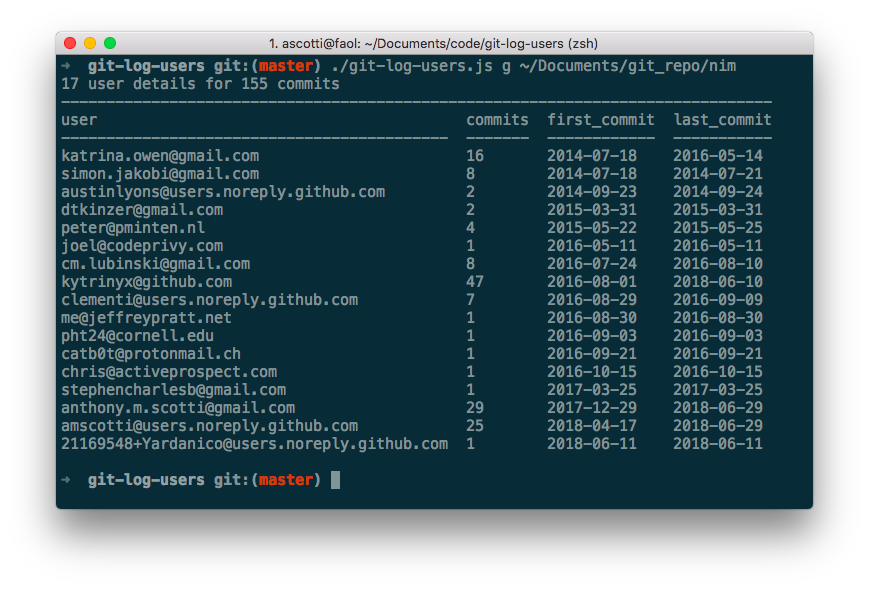 1. ascotti@faol: ~/Documents/code/git-log-users (zsh)
➜  git-log-users git:(master) ./git-log-users.js g ~/Documents/git_repo/nim
17 user details for 155 commits
-------------------------------------------------------------------------------
user                                         commits  first_commit  last_commit
-------------------------------------------  -------  ------------  -----------
katrina.owen@gmail.com                       16       2014-07-18    2016-05-14
simon.jakobi@gmail.com                       8        2014-07-18    2014-07-21
austinlyons@users.noreply.github.com         2        2014-09-23    2014-09-24
dtkinzer@gmail.com                           2        2015-03-31    2015-03-31
peter@pminten.nl                             4        2015-05-22    2015-05-25
joel@codeprivy.com                           1        2016-05-11    2016-05-11
cm.lubinski@gmail.com                        8        2016-07-24    2016-08-10
kytrinyx@github.com                          47       2016-08-01    2018-06-10
clementi@users.noreply.github.com            7        2016-08-29    2016-09-09
me@jeffreypratt.net                          1        2016-08-30    2016-08-30
pht24@cornell.edu                            1        2016-09-03    2016-09-03
catb0t@protonmail.ch                         1        2016-09-21    2016-09-21
chris@activeprospect.com                     1        2016-10-15    2016-10-15
stephencharlesb@gmail.com                    1        2017-03-25    2017-03-25
anthony.m.scotti@gmail.com                   29       2017-12-29    2018-06-29
amscotti@users.noreply.github.com            25       2018-04-17    2018-06-29
21169548+Yardanico@users.noreply.github.com  1        2018-06-11    2018-06-11
➜  git-log-users git:(master)